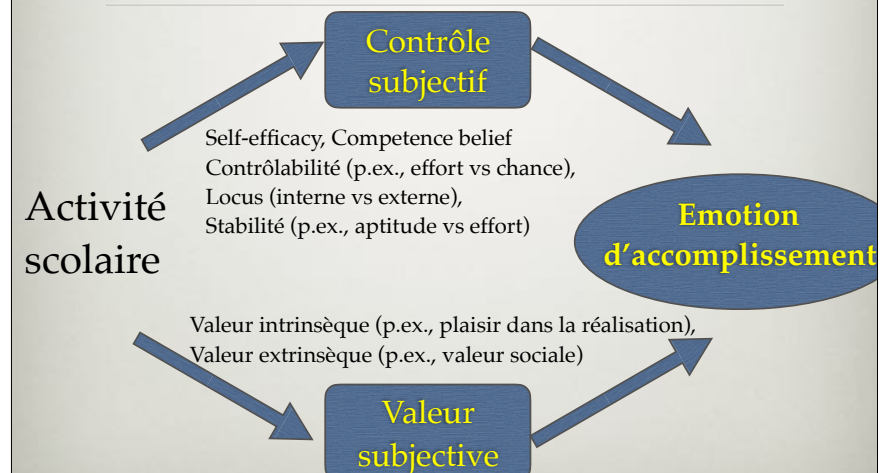 Contrôle
subjectif
Self-efficacy, Competence belief
Contrôlabilité (p.ex., effort vs chance),
Locus (interne vs externe),
Stabilité (p.ex., aptitude vs effort)
Activité
scolaire
Emotion
d’accomplissement
Valeur intrinsèque (p.ex., plaisir dans la réalisation),
Valeur extrinsèque (p.ex., valeur sociale)
Valeur
subjective